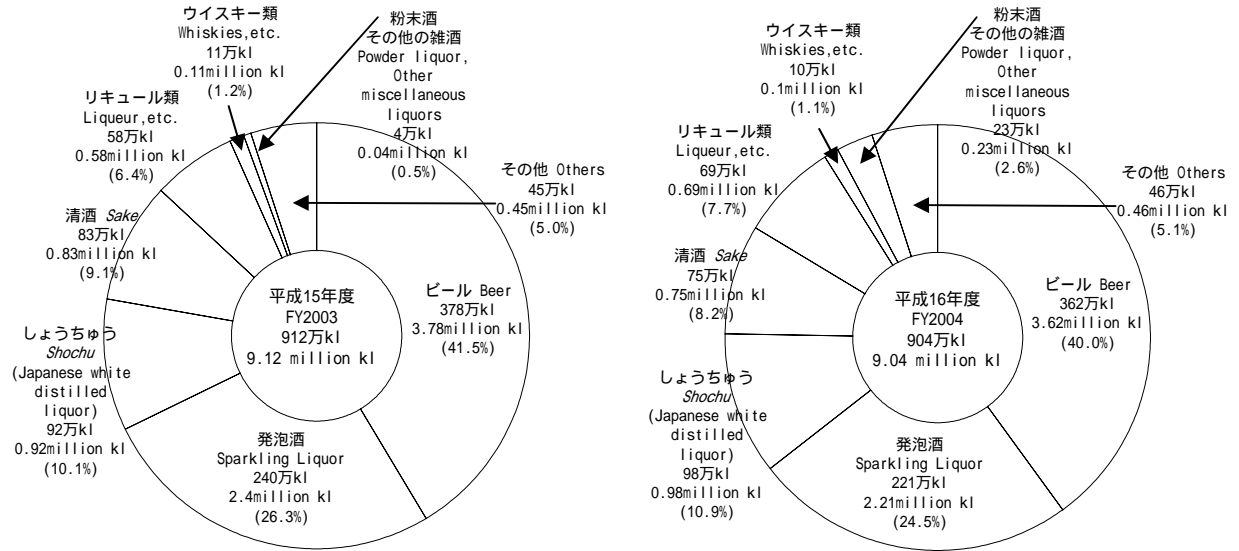 ウイスキー類
Whiskies,etc.
11万kl
0.11million kl
(1.2%)
粉末酒
その他の雑酒
Powder liquor,
Other
miscellaneous
liquors
4万kl
0.04million kl
(0.5%)
リキュール類
Liqueur,etc.
58万kl
0.58million kl
(6.4%)
その他 Others
45万kl
0.45million kl
(5.0%)
清酒 Sake
83万kl
0.83million kl
(9.1%)
平成15年度
FY2003
912万kl
9.12 million kl
ビール Beer
378万kl
3.78million kl
(41.5%)
しょうちゅう
Shochu
(Japanese white
distilled
liquor)
92万kl
0.92million kl
(10.1%)
発泡酒
Sparkling Liquor
240万kl
2.4million kl
(26.3%)
ウイスキー類
Whiskies,etc.
10万kl
0.1million kl
(1.1%)
粉末酒
その他の雑酒
Powder liquor,
Other
miscellaneous
liquors
23万kl
0.23million kl
(2.6%)
リキュール類
Liqueur,etc.
69万kl
0.69million kl
(7.7%)
その他 Others
46万kl
0.46million kl
(5.1%)
清酒 Sake
75万kl
0.75million kl
(8.2%)
平成16年度
FY2004
904万kl
9.04 million kl
ビール Beer
362万kl
3.62million kl
(40.0%)
しょうちゅう
Shochu
(Japanese white
distilled
liquor)
98万kl
0.98million kl
(10.9%)
発泡酒
Sparkling Liquor
221万kl
2.21million kl
(24.5%)